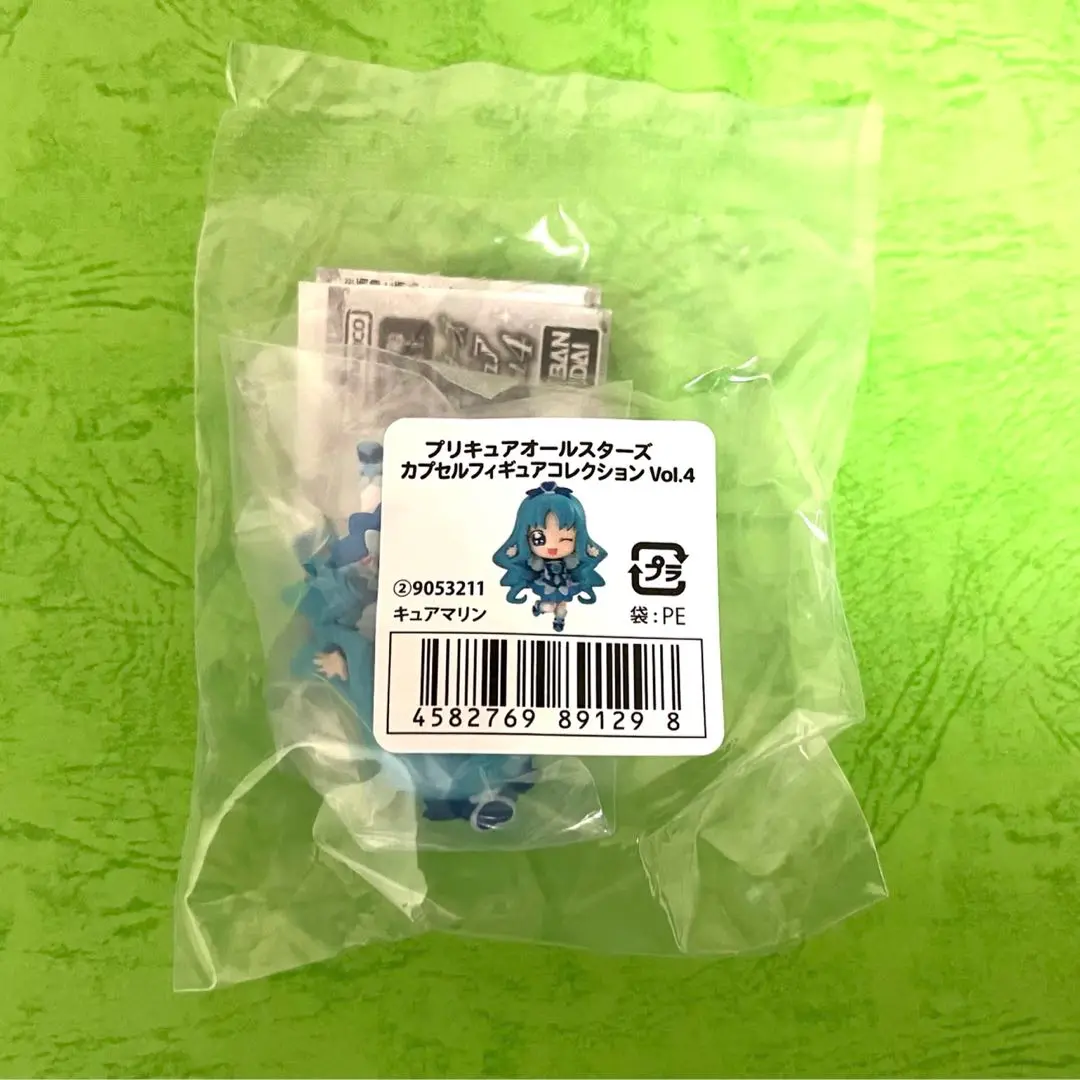 BAN
DAI
プリキュアオールスターズ
カプセルフィギュアコレクション Vol.4
②9053211
キュアマリン
プラ
袋:PE
4582769 89129 8